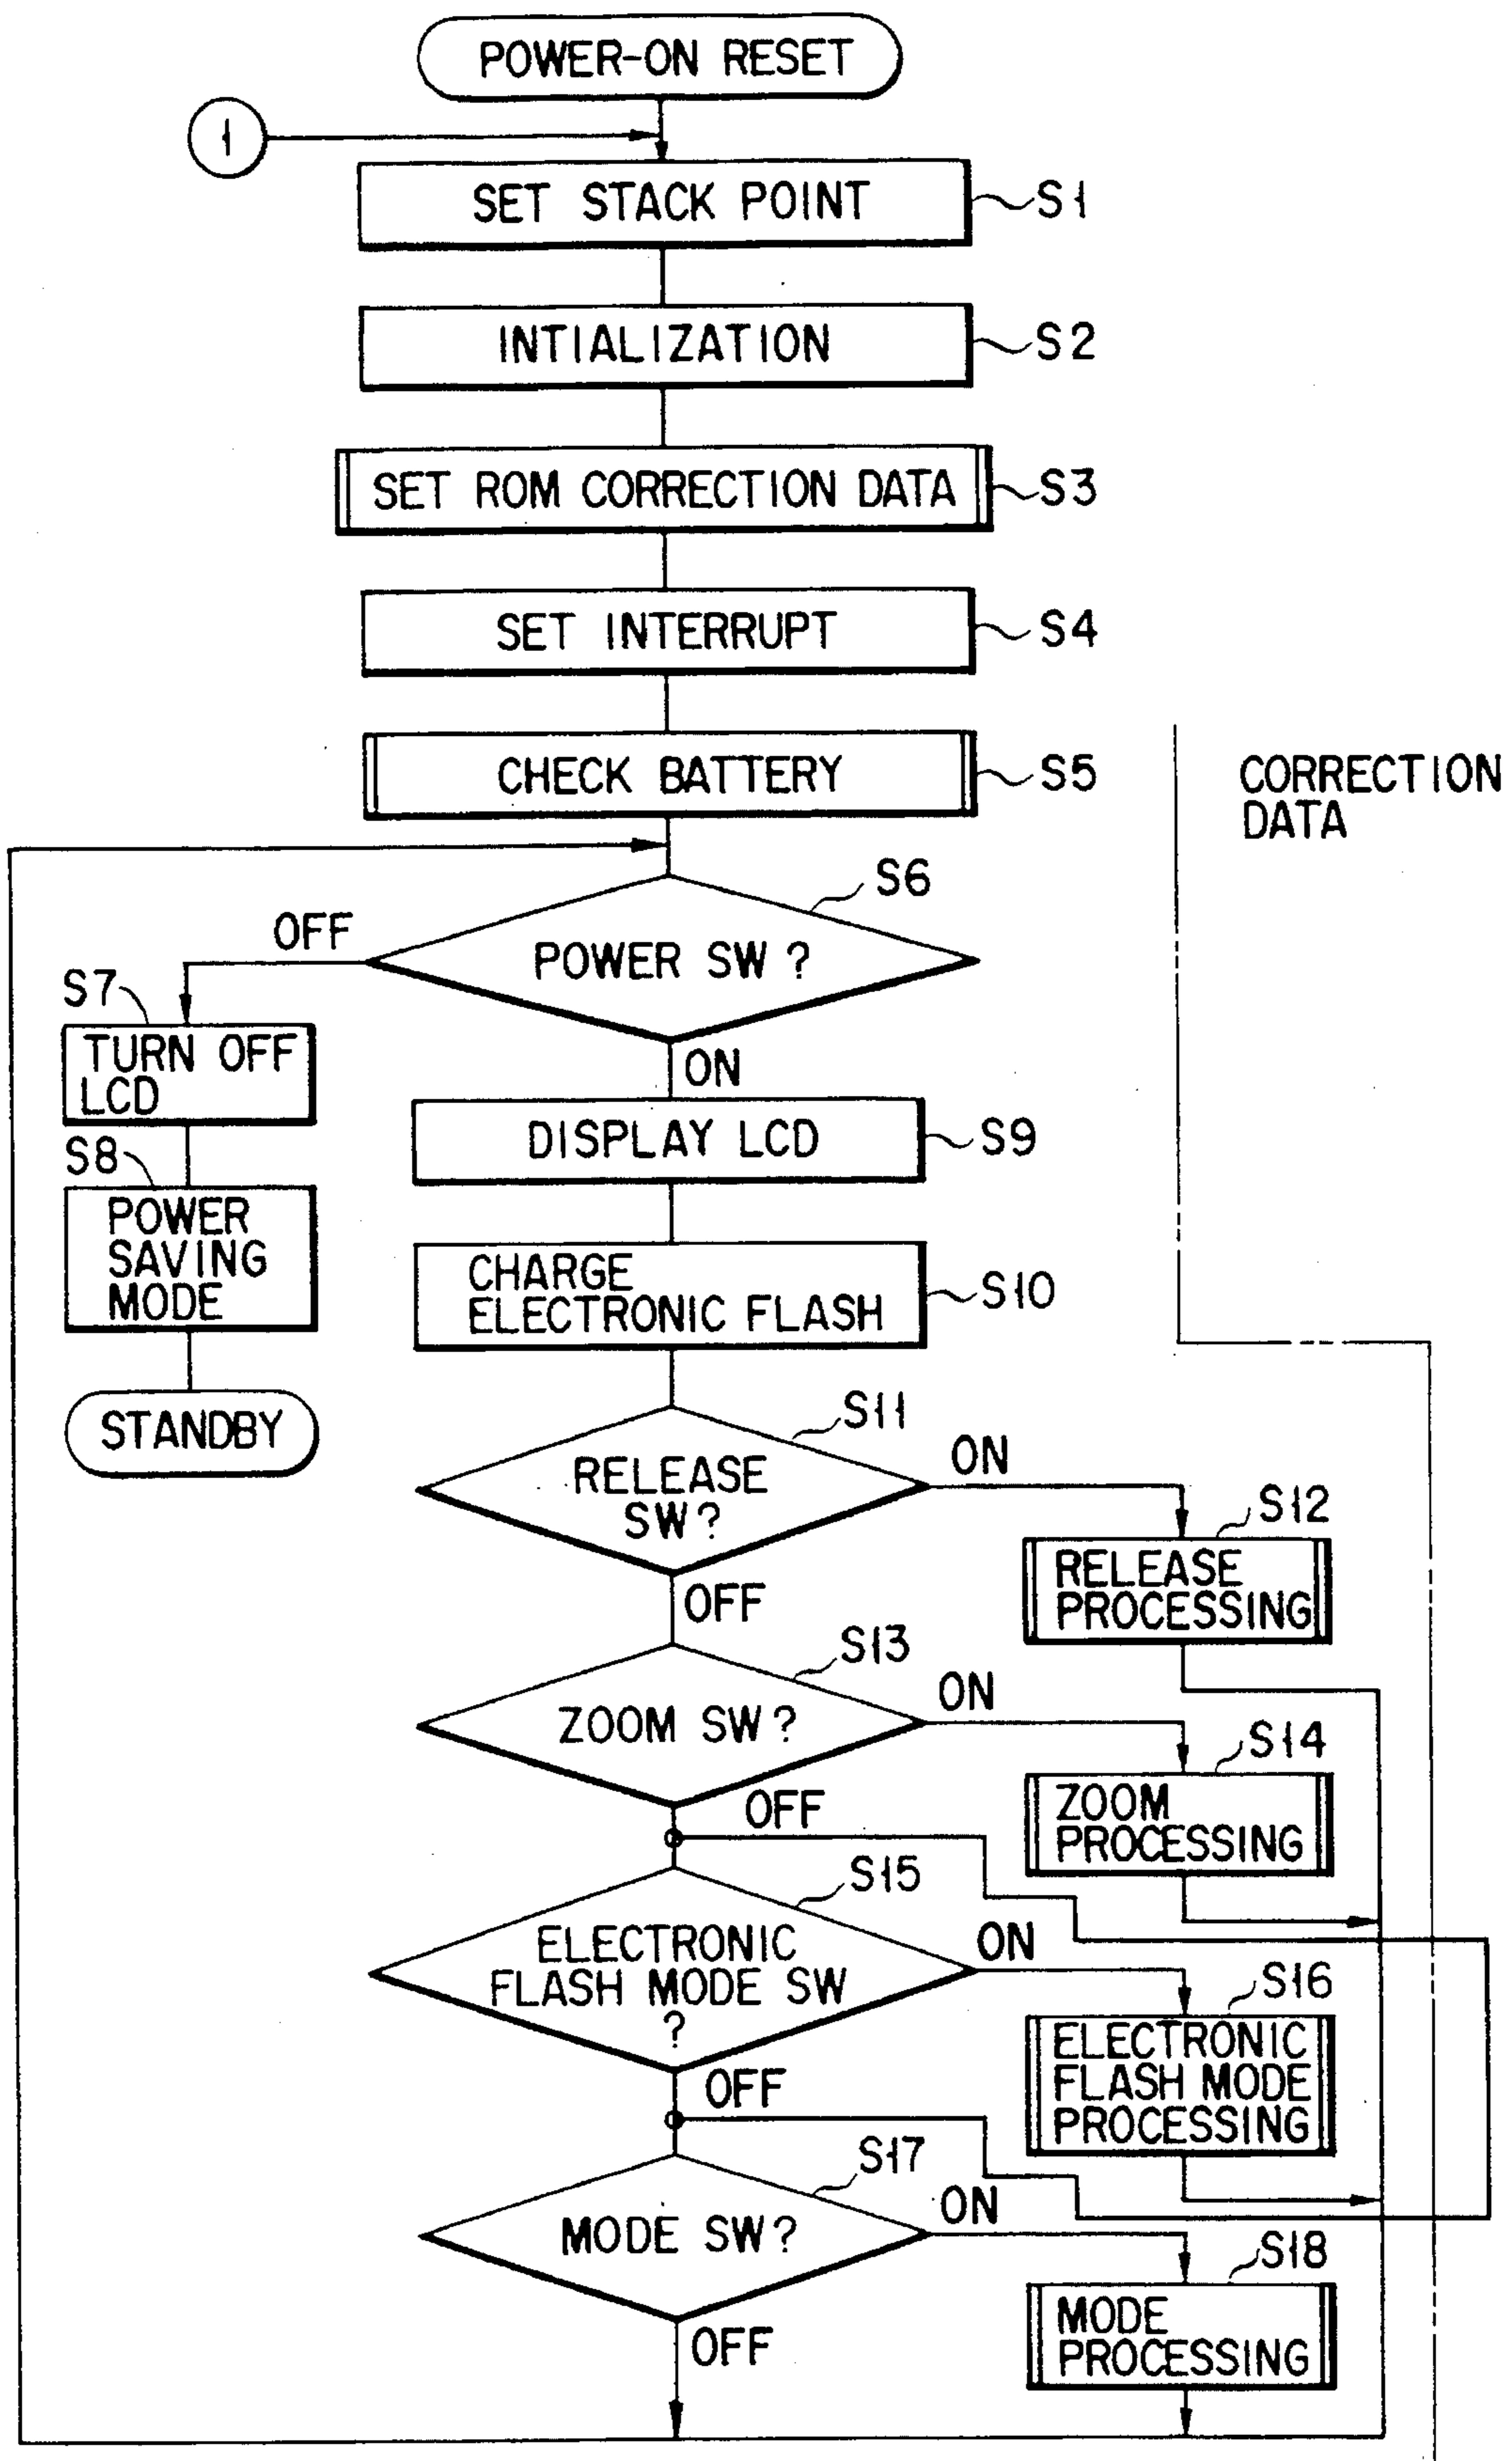 POWER-ON RESET
1
SET STACK POINT
S1
INTIALIZATION
S2
SET ROM CORRECTION DATA
S3
SET INTERRUPT
S4
CHECK BATTERY
S5
CORRECTION
DATA
S6
POWER SW ?
OFF
ON
S7
TURN OFF
LCD
S8
POWER
SAVING
MODE
STANDBY
DISPLAY LCD
S9
CHARGE
ELECTRONIC FLASH
S10
S11
RELEASE
SW?
ON
OFF
S12
RELEASE
PROCESSING
S13
ZOOM SW?
ON
OFF
S14
ZOOM
PROCESSING
S15
ELECTRONIC
FLASH MODE SW
?
ON
OFF
S16
ELECTRONIC
FLASH MODE
PROCESSING
S17
MODE SW?
ON
OFF
S18
MODE
PROCESSING